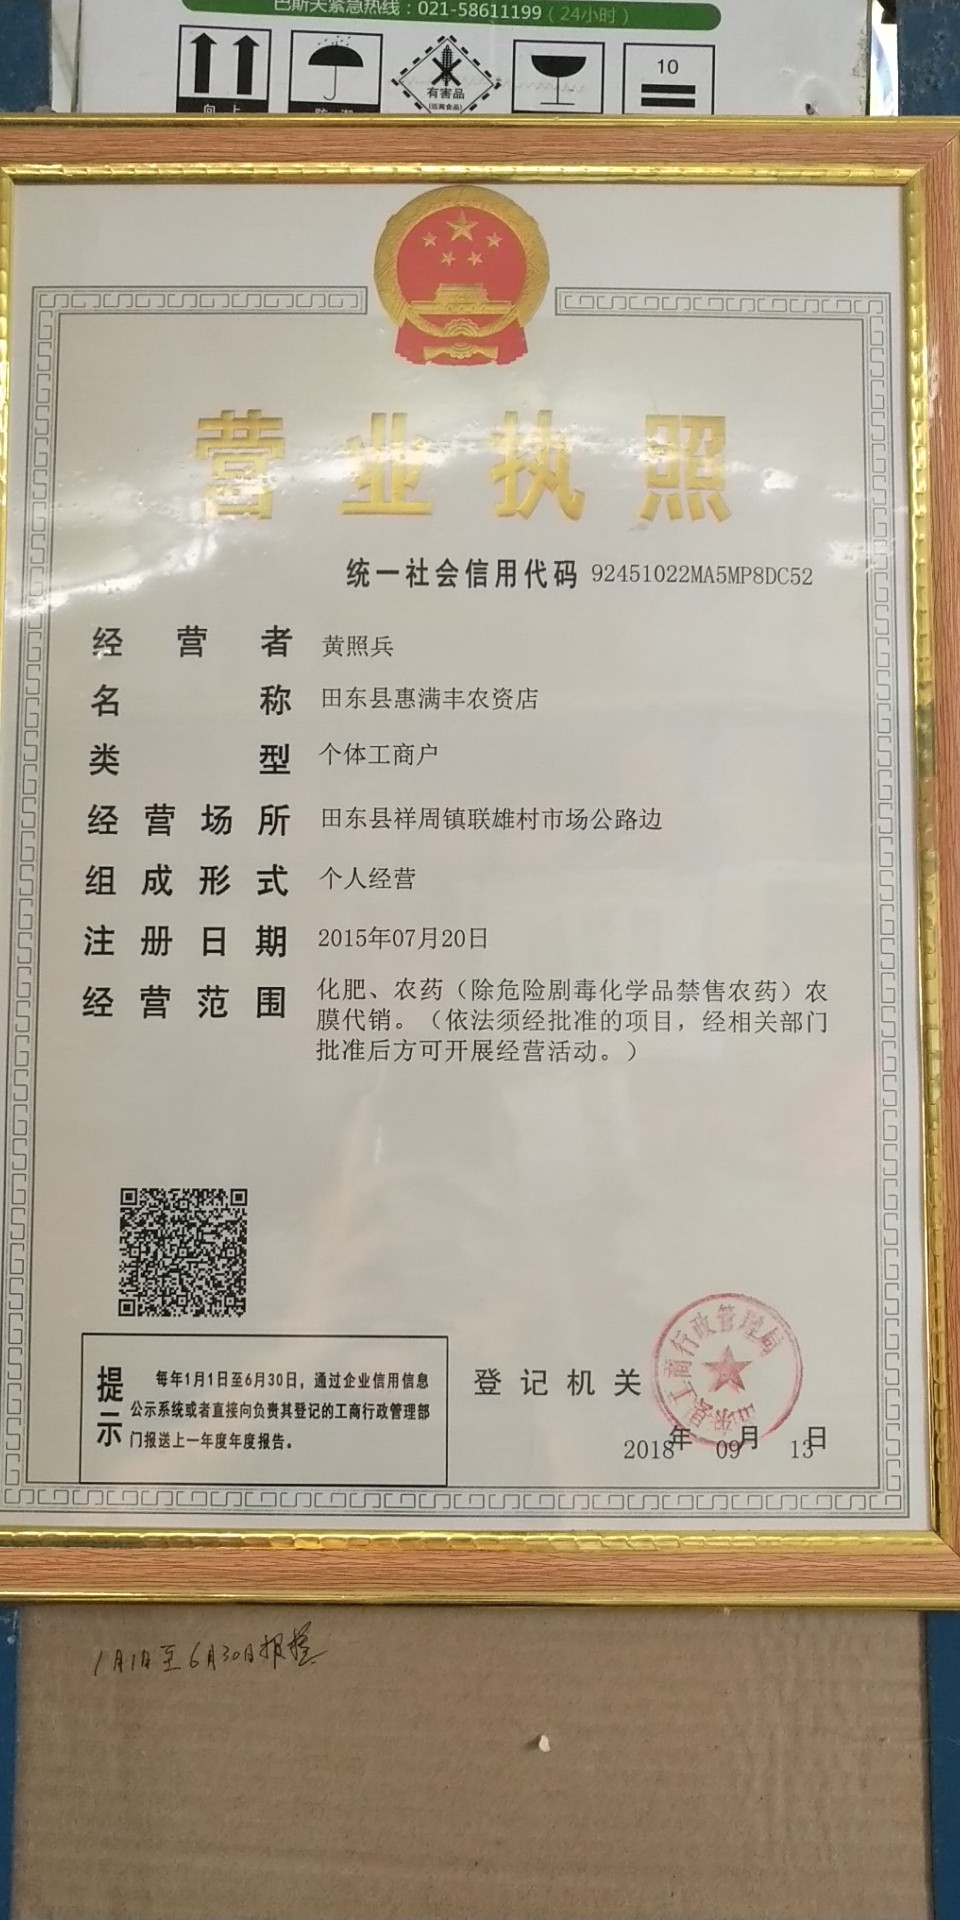 巴斯夫紧急热线：021-58611199（24小时）
向上
防潮
有害品
(远离食品)
10
营业执照
统一社会信用代码 92451022MA5MP8DC52
经营者 黄照兵
名称 田东县惠满丰农资店
类型 个体工商户
经营场所 田东县祥周镇联雄村市场公路边
组成形式 个人经营
注册日期 2015年07月20日
经营范围 化肥、农药（除危险剧毒化学品禁售农药）农
膜代销。（依法须经批准的项目，经相关部门
批准后方可开展经营活动。）
提示
每年1月1日至6月30日，通过企业信用信息
公示系统或者直接向负责其登记的工商行政管理部
门报送上一年度年度报告。
登记机关
田东县工商行政管理局
2018年 09月 13日
1月1日至6月30日报